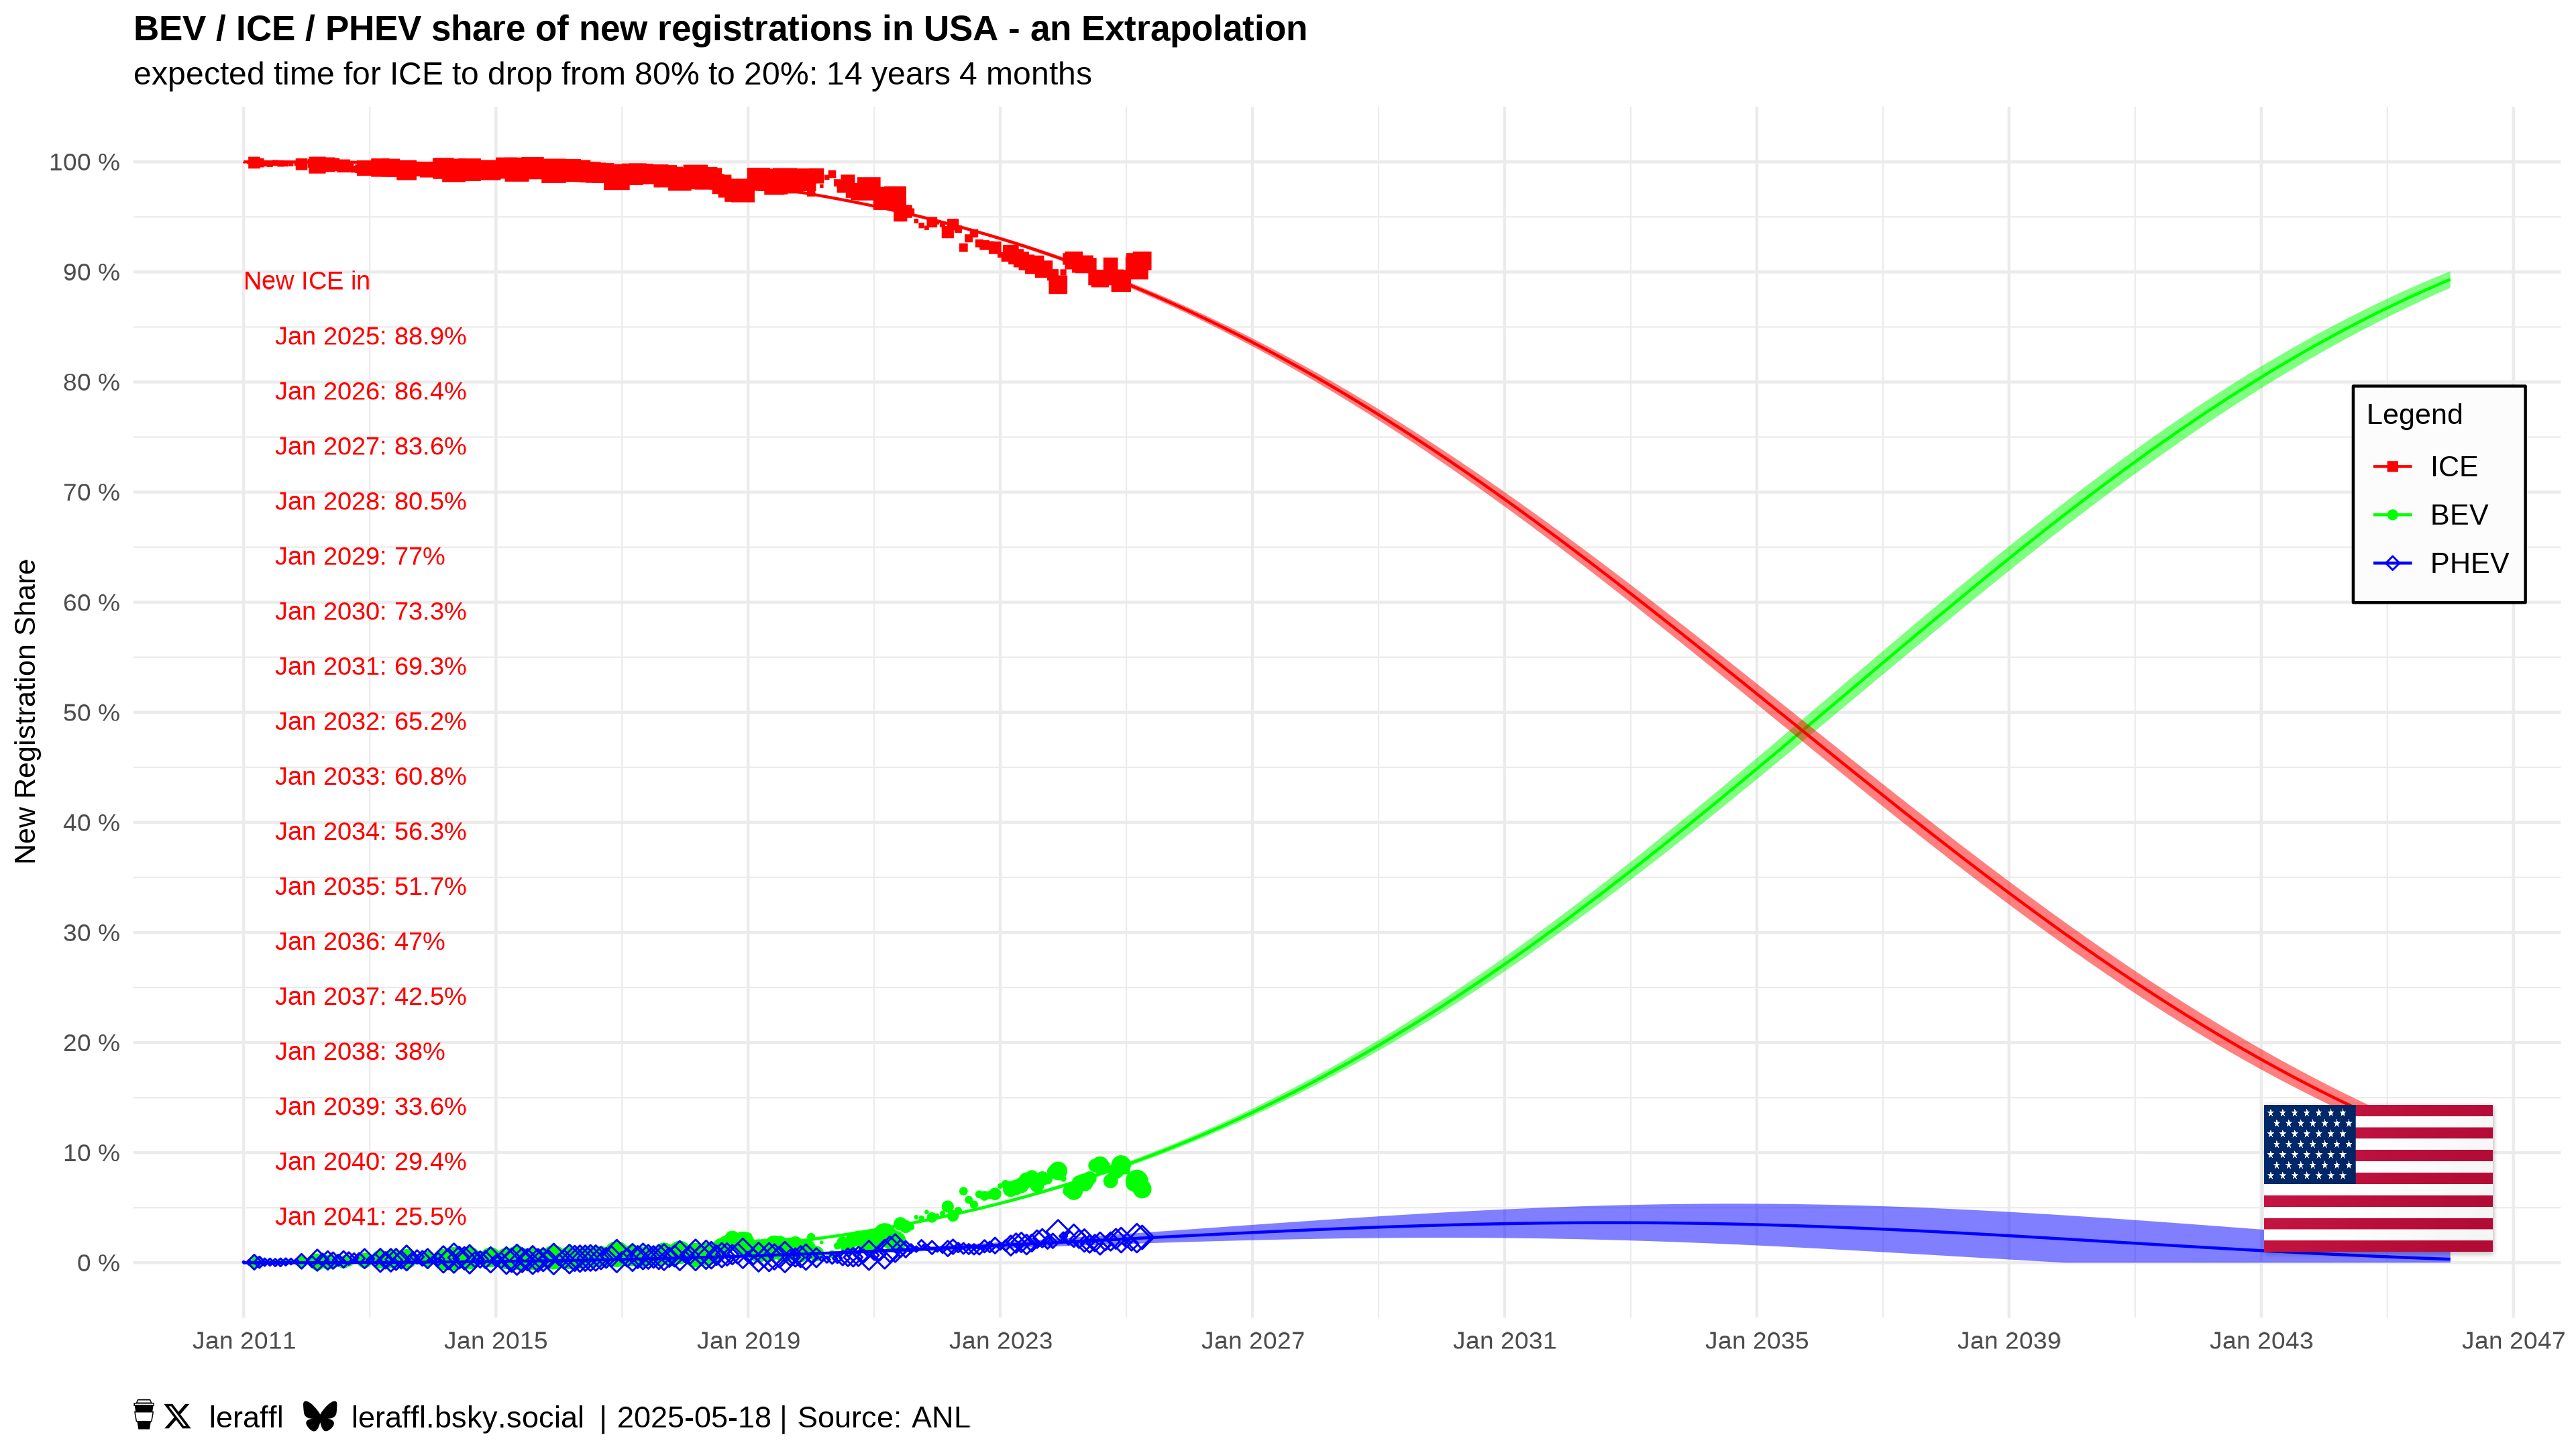 BEV / ICE / PHEV share of new registrations in USA - an Extrapolation
expected time for ICE to drop from 80% to 20%: 14 years 4 months
New Registration Share
100 %
90 %
80 %
70 %
60 %
50 %
40 %
30 %
20 %
10 %
0 %
New ICE in
Jan 2025: 88.9%
Jan 2026: 86.4%
Jan 2027: 83.6%
Jan 2028: 80.5%
Jan 2029: 77%
Jan 2030: 73.3%
Jan 2031: 69.3%
Jan 2032: 65.2%
Jan 2033: 60.8%
Jan 2034: 56.3%
Jan 2035: 51.7%
Jan 2036: 47%
Jan 2037: 42.5%
Jan 2038: 38%
Jan 2039: 33.6%
Jan 2040: 29.4%
Jan 2041: 25.5%
Legend
ICE
BEV
PHEV
Jan 2011 Jan 2015 Jan 2019 Jan 2023 Jan 2027 Jan 2031 Jan 2035 Jan 2039 Jan 2043 Jan 2047
leraffl leraffl.bsky.social | 2025-05-18 | Source: ANL